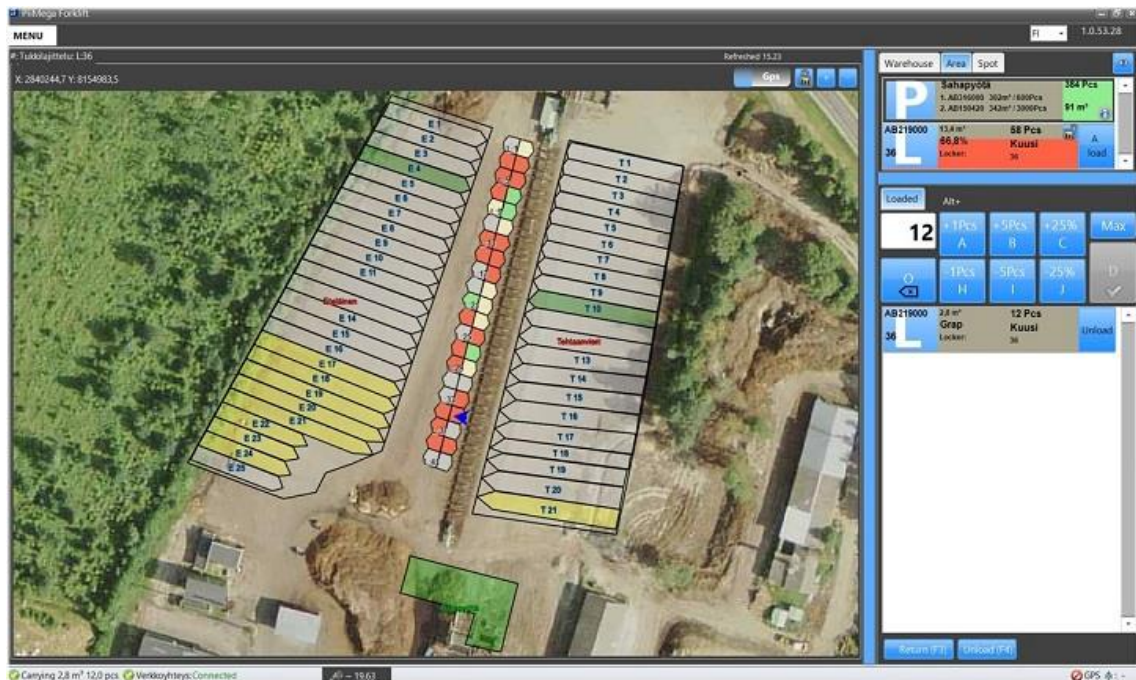 PiiMega Forklift
MENU
FI
1.0.53.28
#: Tukkilajittelu: L:36
Refreshed 15.23
X: 2840244,7 Y: 8154983,5
Gps
Warehouse Area Spot
P
Sahapyötä
384 Pcs
91 m³
AB219000
13,4 m³
58 Pcs
66,8%
Kuusi
36 L
Locker:
36
A
load
Loaded
Alt+
12
+1Pcs
A
+5Pcs
B
+25%
C
Max
O
-1Pcs
H
-5Pcs
I
-25%
J
D
AB219000
2,8 m³
12 Pcs
Grap
Kuusi
36 L
Locker:
36
Unload
E 1
E 2
E 3
E 4
E 5
E 6
E 7
E 8
E 9
E 10
E 11
E 14
E 15
E 16
E 17
E 18
E 19
E 20
E 21
E 22
E 23
E 24
E 25
T 1
T 2
T 3
T 4
T 5
T 6
T 7
T 8
T 9
T 10
T 13
T 14
T 15
T 16
T 17
T 18
T 19
T 20
T 21
Return (F3)
Unload (F4)
Carrying 2,8 m³ 12,0 pcs
Verkkoyhteys: Connected
GPS